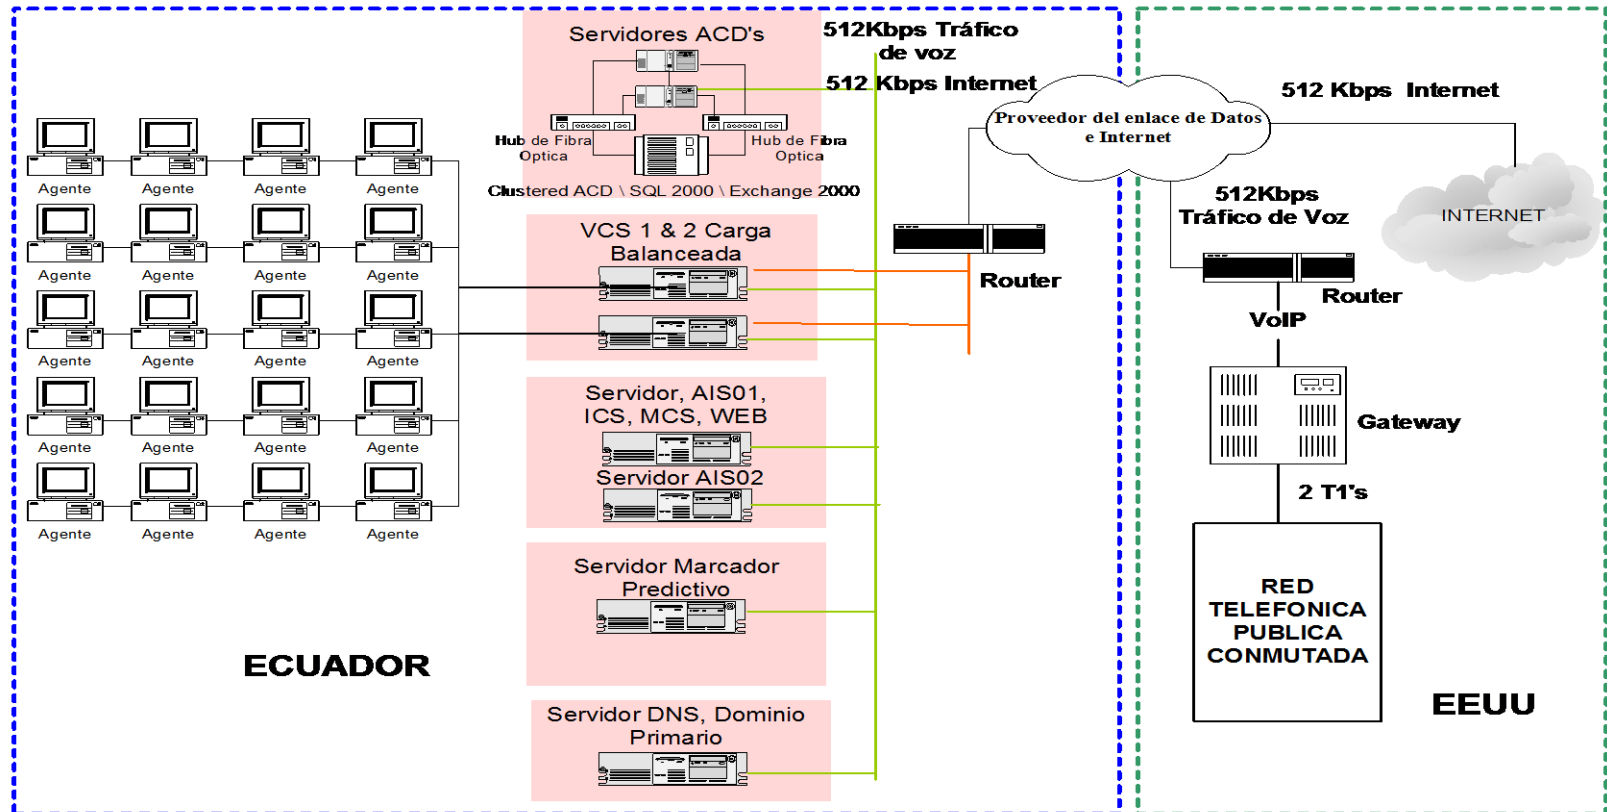 Servidores ACD's
512Kbps Tráfico
de voz
512 Kbps Internet
Hub de Fibra
Optica
Hub de Fibra
Optica
Clustered ACD \ SQL 2000 \ Exchange 2000
Agente Agente Agente Agente
Agente Agente Agente Agente
Agente Agente Agente Agente
Agente Agente Agente Agente
Agente Agente Agente Agente
VCS 1 & 2 Carga
Balanceada
Servidor, AIS01,
ICS, MCS, WEB
Servidor AIS02
Servidor Marcador
Predictivo
Servidor DNS, Dominio
Primario
ECUADOR
Router
Proveedor del enlace de Datos
e Internet
512 Kbps Internet
INTERNET
512Kbps
Tráfico de Voz
Router
VoIP
Gateway
2 T1's
RED
TELEFONICA
PUBLICA
CONMUTADA
EEUU